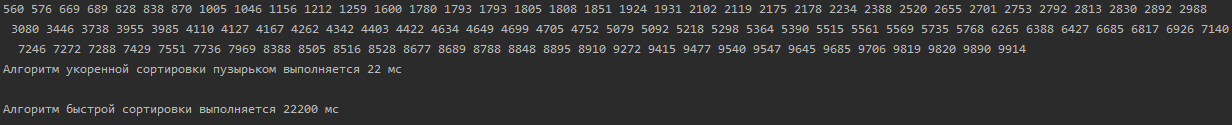 560 576 669 689 828 838 870 1005 1046 1156 1212 1259 1600 1780 1793 1793 1805 1808 1851 1924 1931 2102 2119 2175 2178 2234 2388 2520 2655 2701 2753 2792 2813 2830 2892 2988
3080 3446 3738 3955 3985 4110 4127 4167 4262 4342 4403 4422 4634 4649 4699 4705 4752 5079 5092 5218 5298 5364 5390 5515 5561 5569 5735 5768 6265 6388 6427 6685 6817 6926 7140
7246 7272 7288 7429 7551 7736 7969 8388 8505 8516 8528 8677 8689 8788 8848 8895 8910 9272 9415 9477 9540 9547 9645 9685 9706 9819 9820 9890 9914
Алгоритм укоренной сортировки пузырьком выполняется 22 мс
Алгоритм быстрой сортировки выполняется 22200 мс